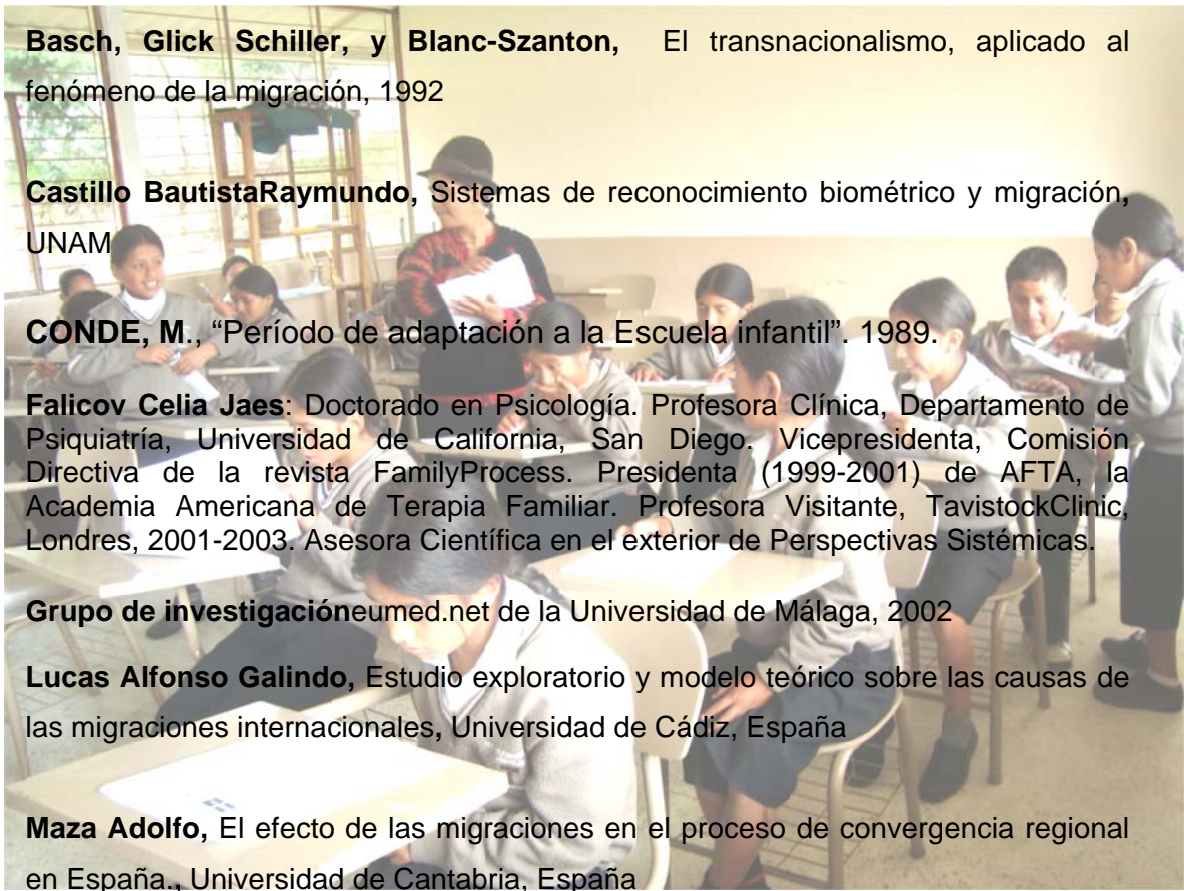 Basch, Glick Schiller, y Blanc-Szanton, El transnacionalismo, aplicado al
fenómeno de la migración, 1992
Castillo BautistaRaymundo, Sistemas de reconocimiento biométrico y migración,
UNAM
CONDE, M., “Período de adaptación a la Escuela infantil”. 1989.
Falicov Celia Jaes: Doctorado en Psicología. Profesora Clínica, Departamento de
Psiquiatría, Universidad de California, San Diego. Vicepresidenta, Comisión
Directiva de la revista FamilyProcess. Presidenta (1999-2001) de AFTA, la
Academia Americana de Terapia Familiar. Profesora Visitante, TavistockClinic,
Londres, 2001-2003. Asesora Científica en el exterior de Perspectivas Sistémicas.
Grupo de investigacióneumed.net de la Universidad de Málaga, 2002
Lucas Alfonso Galindo, Estudio exploratorio y modelo teórico sobre las causas de
las migraciones internacionales, Universidad de Cádiz, España
Maza Adolfo, El efecto de las migraciones en el proceso de convergencia regional
en España., Universidad de Cantabria, España